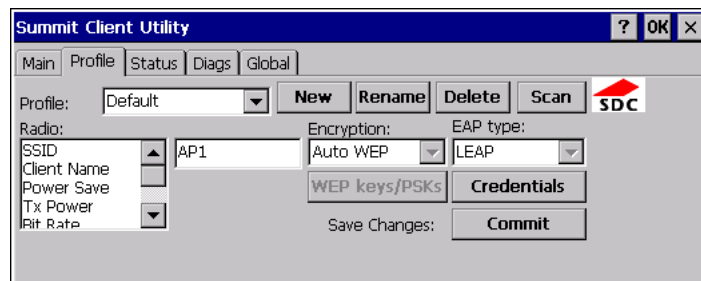 Summit Client Utility ? OK ×
Main Profile Status Diags Global
Profile: Default New Rename Delete Scan SDC
Radio: Encryption: EAP type:
SSID AP1 Auto WEP LEAP
Client Name
Power Save WEP keys/PSKs Credentials
Tx Power
Bit Rate Save Changes: Commit